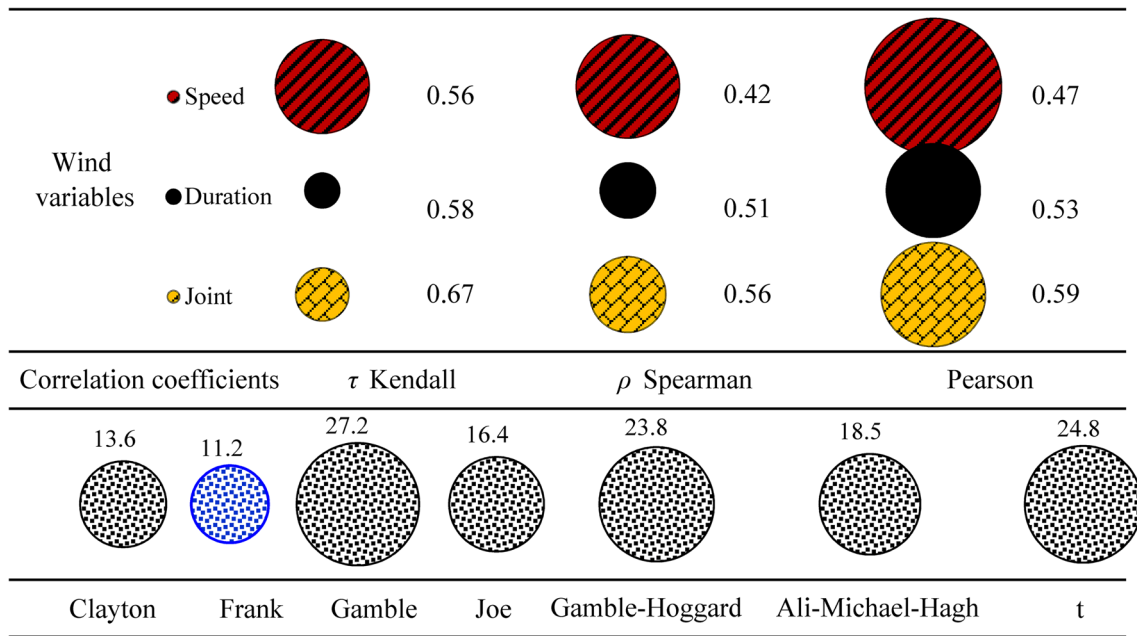 Speed 0.56 0.42 0.47
Wind variables
Duration 0.58 0.51 0.53
Joint 0.67 0.56 0.59
Correlation coefficients τ Kendall ρ Spearman Pearson
13.6 11.2 27.2 16.4 23.8 18.5 24.8
Clayton Frank Gamble Joe Gamble-Hoggard Ali-Michael-Hagh t